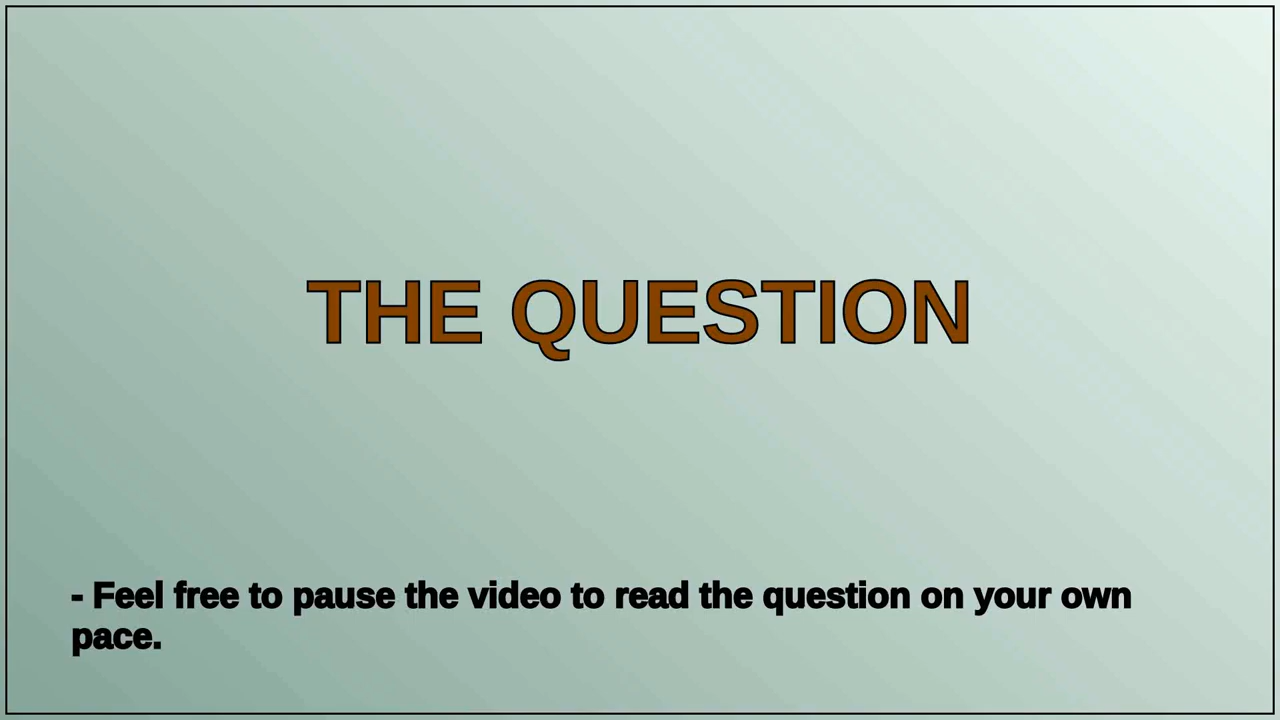 THE QUESTION
- Feel free to pause the video to read the question on your own
pace.